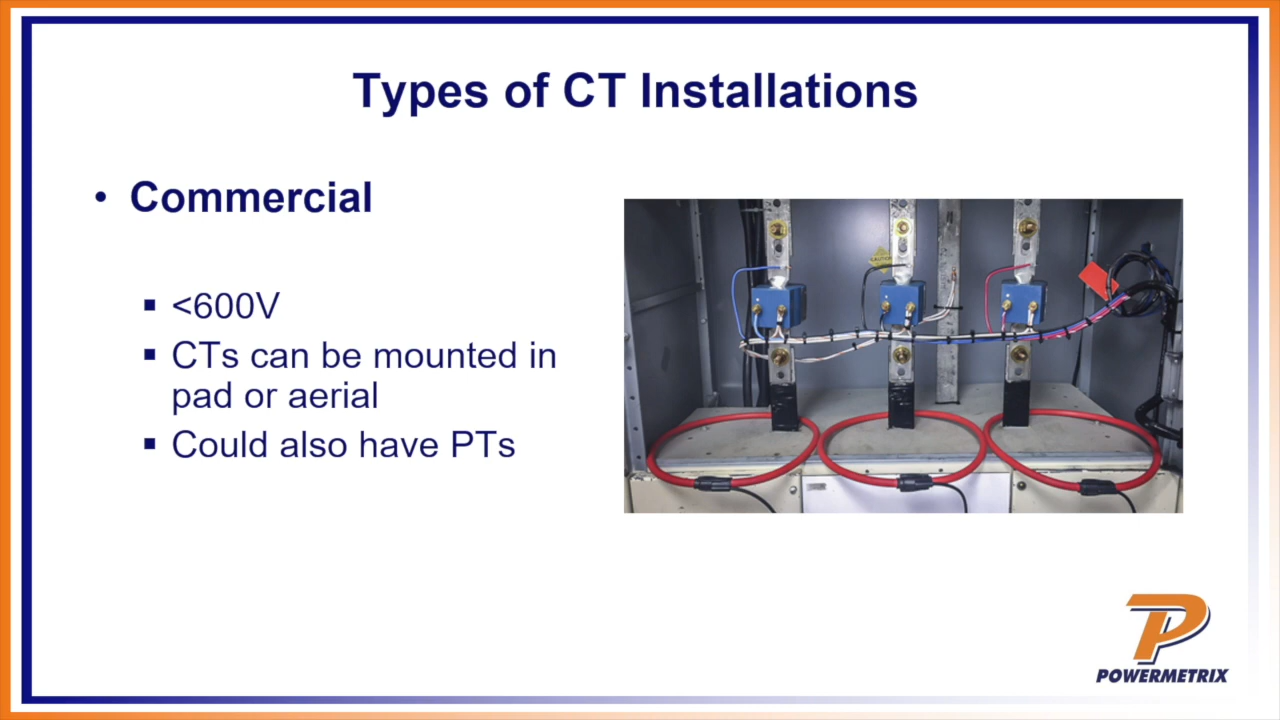 Types of CT Installations
• Commercial
▪ <600V
▪ CTs can be mounted in
pad or aerial
▪ Could also have PTs
CAUTION
POWERMETRIX